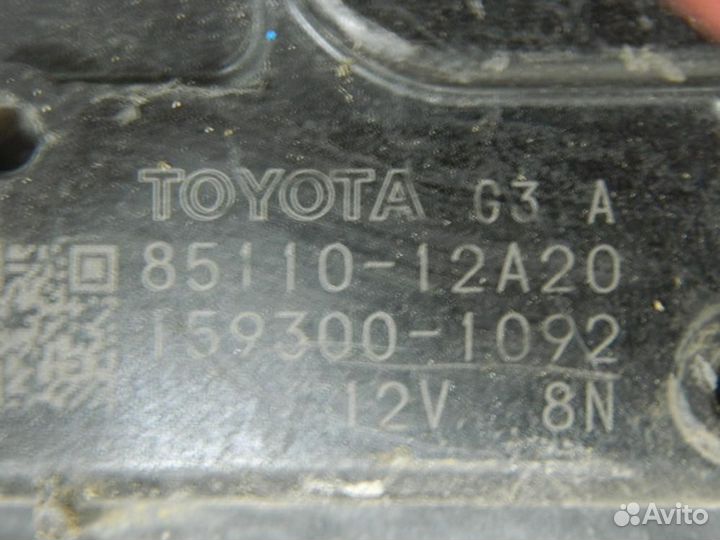 TOYOTA G3 A
85110-12A20
159300-1092
12V 8N
Avito